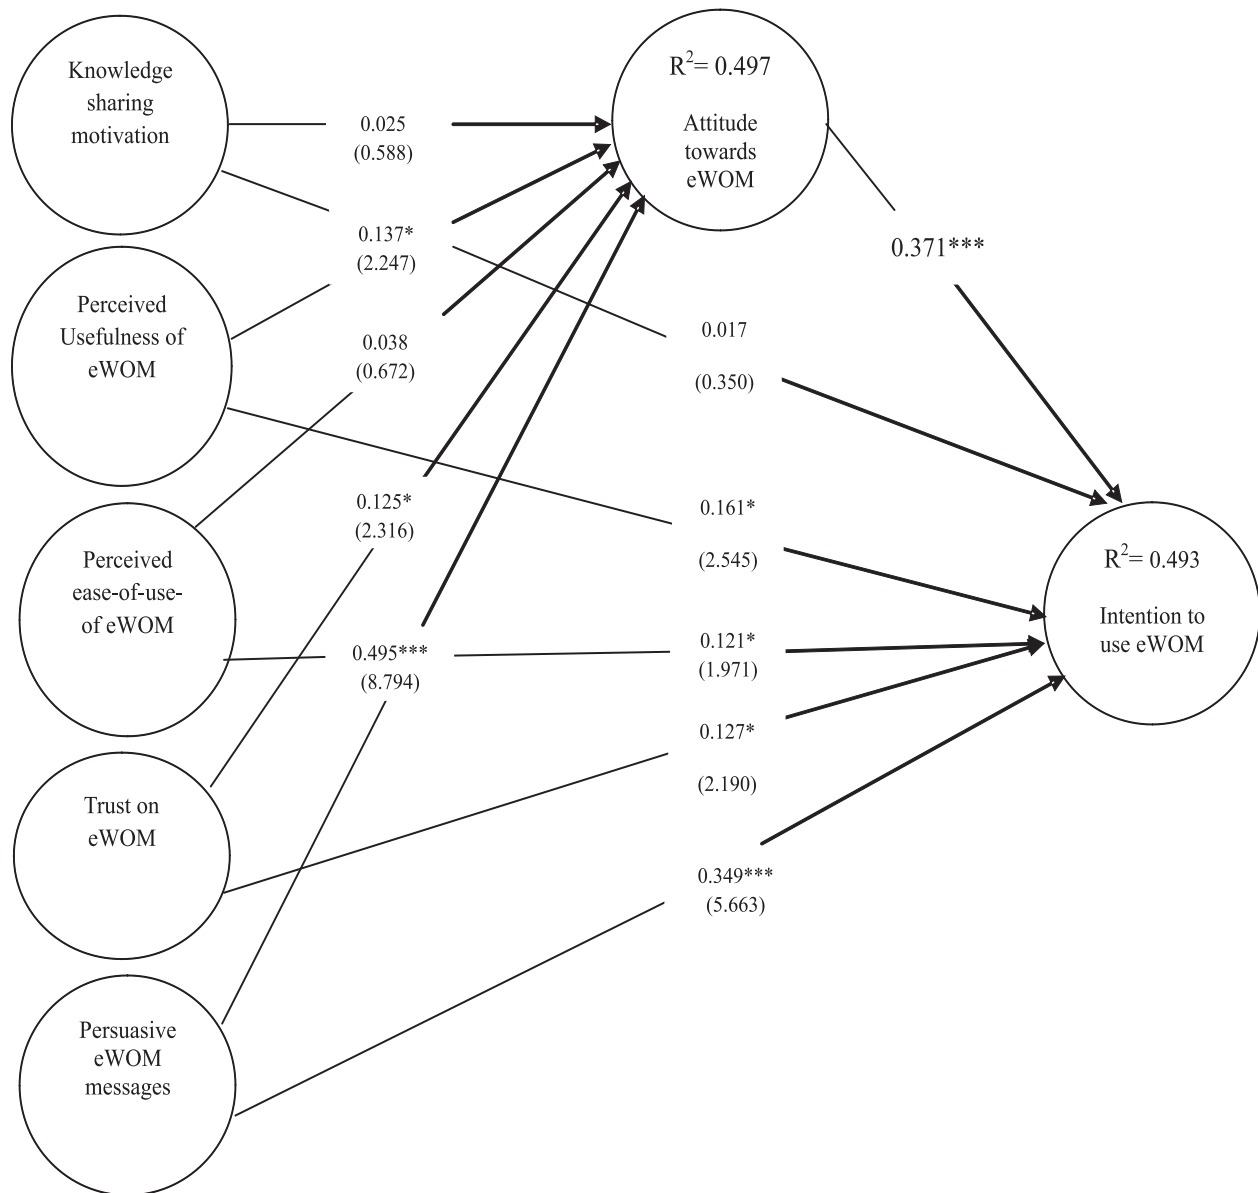 Knowledge
sharing
motivation
Perceived
Usefulness of
eWOM
Perceived
ease-of-use-
of eWOM
Trust on
eWOM
Persuasive
eWOM
messages
0.025
(0.588)
0.137*
(2.247)
0.038
(0.672)
0.125*
(2.316)
0.495***
(8.794)
R²= 0.497
Attitude
towards
eWOM
0.371***
0.017
(0.350)
0.161*
(2.545)
0.121*
(1.971)
0.127*
(2.190)
0.349***
(5.663)
R²= 0.493
Intention to
use eWOM